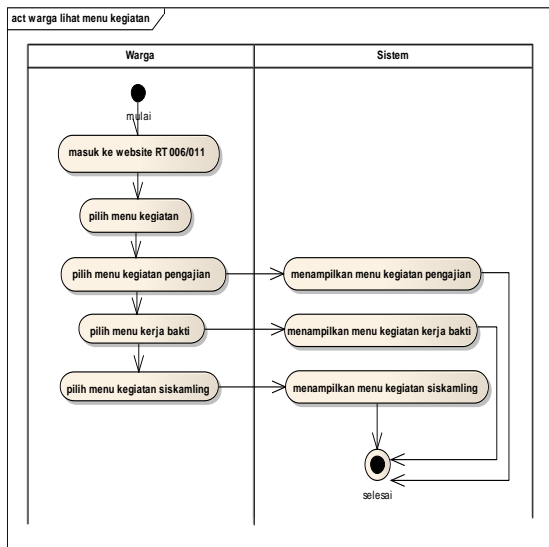 act warga lihat menu kegiatan
Warga
Sistem
mulai
masuk ke website RT 006/011
pilih menu kegiatan
pilih menu kegiatan pengajian
menampilkan menu kegiatan pengajian
pilih menu kerja bakti
menampilkan menu kegiatan kerja bakti
pilih menu kegiatan siskamling
menampilkan menu kegiatan siskamling
selesai